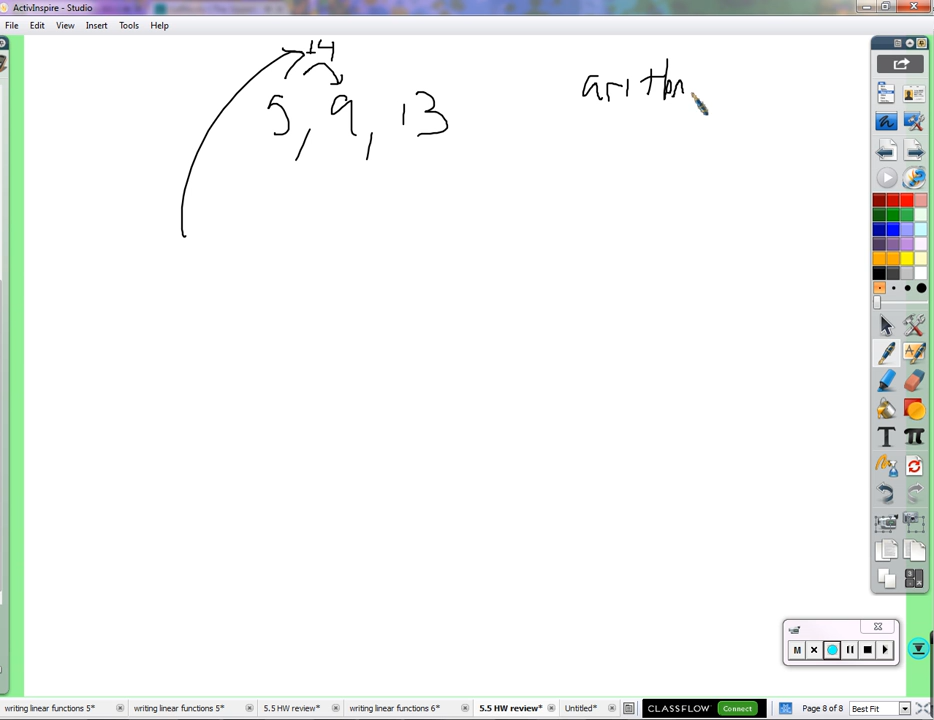 ActivInspire - Studio
File Edit View Insert Tools Help
+4
5, 9, 13
arithm
M
writing linear functions 5*
writing linear functions 5*
5.5 HW review*
writing linear functions 6*
5.5 HW review*
Untitled*
CLASSFLOW Connect
Page 8 of 8
Best Fit